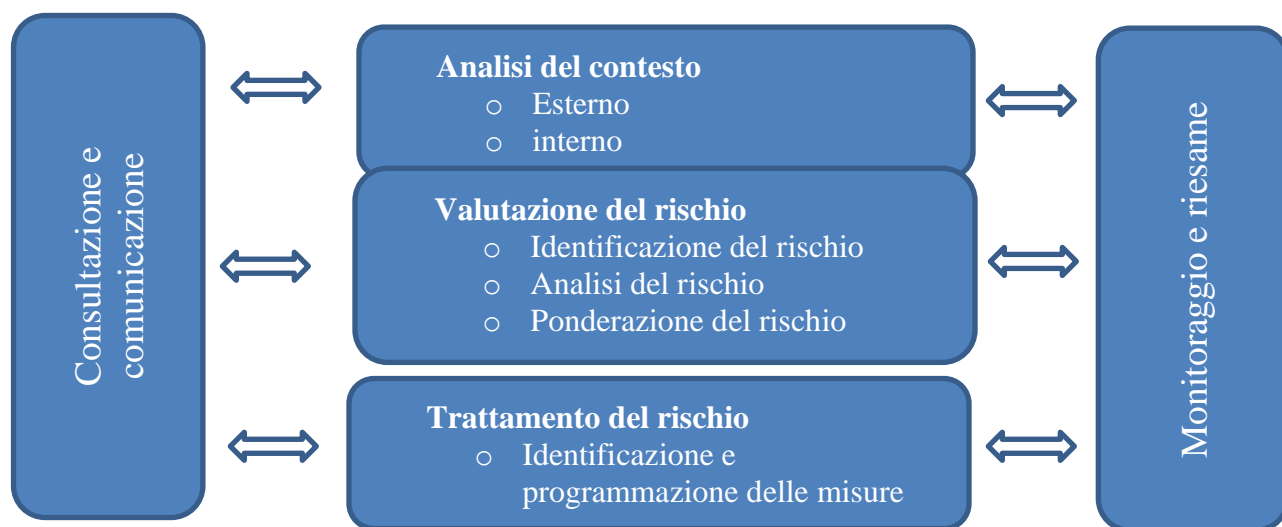 Consultazione e
comunicazione
Analisi del contesto
o Esterno
o interno
Valutazione del rischio
o Identificazione del rischio
o Analisi del rischio
o Ponderazione del rischio
Trattamento del rischio
o Identificazione e
programmazione delle misure
Monitoraggio e riesame